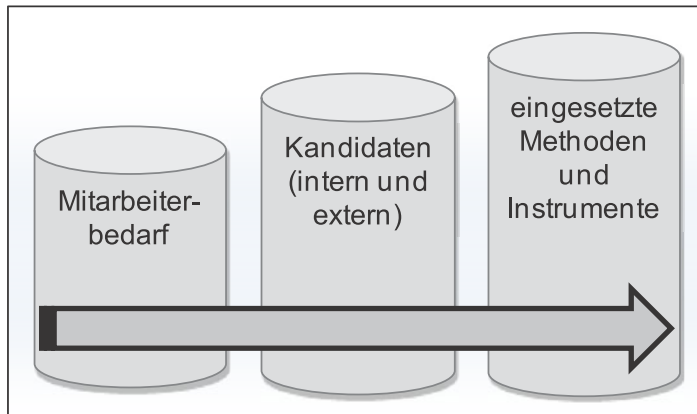 Mitarbeiter-
bedarf
Kandidaten
(intern und
extern)
eingesetzte
Methoden
und
Instrumente